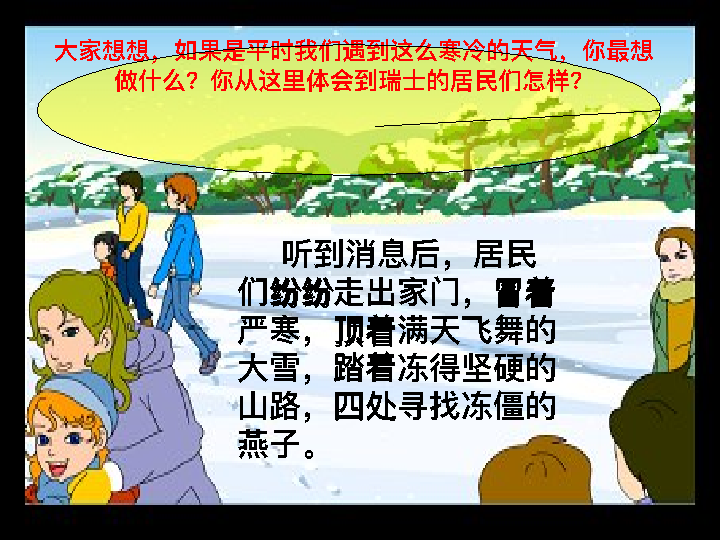 大家想想，如果是平时我们遇到这么寒冷的天气，你最想
做什么？你从这里体会到瑞士的居民们怎样？
听到消息后，居民
们纷纷走出家门，冒着
严寒，顶着满天飞舞的
大雪，踏着冻得坚硬的
山路，四处寻找冻僵的
燕子。